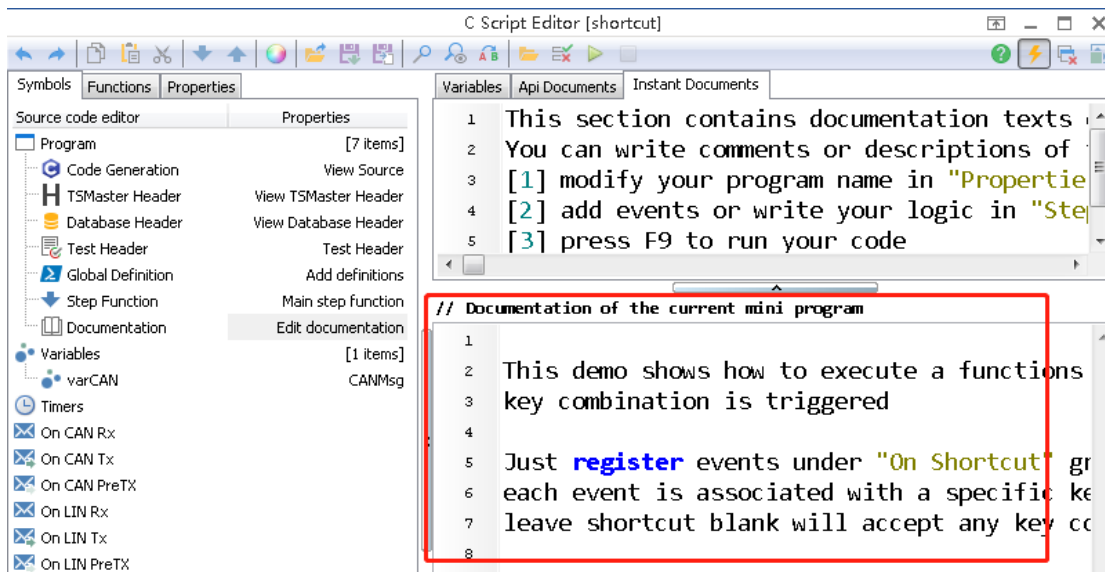 C Script Editor [shortcut]
Symbols Functions Properties
Source code editor Properties
Program [7 items]
Code Generation View Source
TSMaster Header View TSMaster Header
Database Header View Database Header
Test Header Test Header
Global Definition Add definitions
Step Function Main step function
Documentation Edit documentation
Variables [1 items]
varCAN CANMsg
Timers
On CAN Rx
On CAN Tx
On CAN PreTX
On LIN Rx
On LIN Tx
On LIN PreTX
Variables Api Documents Instant Documents
1 This section contains documentation texts
2 You can write comments or descriptions of
3 [1] modify your program name in "Propertie
4 [2] add events or write your logic in "Step
5 [3] press F9 to run your code
// Documentation of the current mini program
1
2 This demo shows how to execute a functions
3 key combination is triggered
4
5 Just register events under "On Shortcut" gr
6 each event is associated with a specific ke
7 leave shortcut blank will accept any key co
8